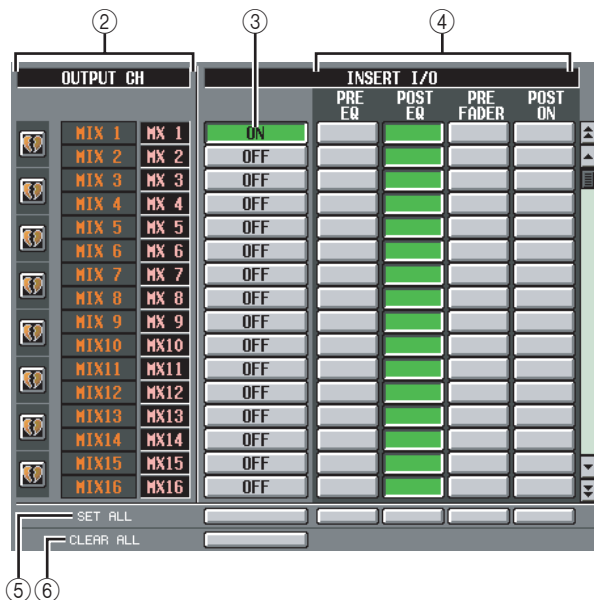 ② ③ ④
OUTPUT CH INSERT I/O
PRE EQ POST EQ PRE FADER POST ON
MIX 1 MX 1 ON
MIX 2 MX 2 OFF
MIX 3 MX 3 OFF
MIX 4 MX 4 OFF
MIX 5 MX 5 OFF
MIX 6 MX 6 OFF
MIX 7 MX 7 OFF
MIX 8 MX 8 OFF
MIX 9 MX 9 OFF
MIX10 MX10 OFF
MIX11 MX11 OFF
MIX12 MX12 OFF
MIX13 MX13 OFF
MIX14 MX14 OFF
MIX15 MX15 OFF
MIX16 MX16 OFF
SET ALL
CLEAR ALL
⑤ ⑥